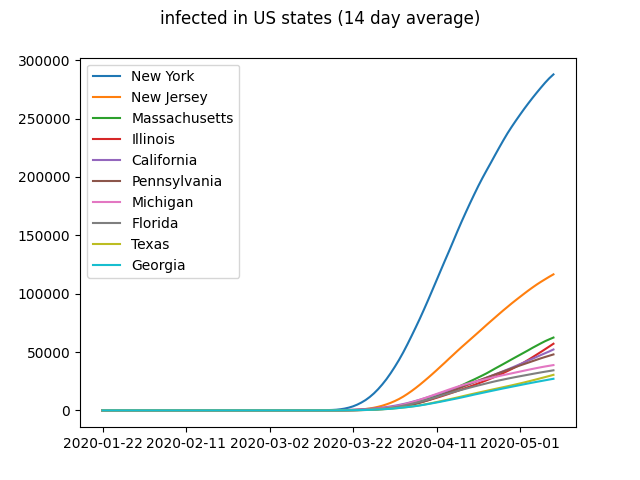 infected in US states (14 day average)
300000
250000
200000
150000
100000
50000
0
New York
New Jersey
Massachusetts
Illinois
California
Pennsylvania
Michigan
Florida
Texas
Georgia
2020-01-22 2020-02-11 2020-03-02 2020-03-22 2020-04-11 2020-05-01